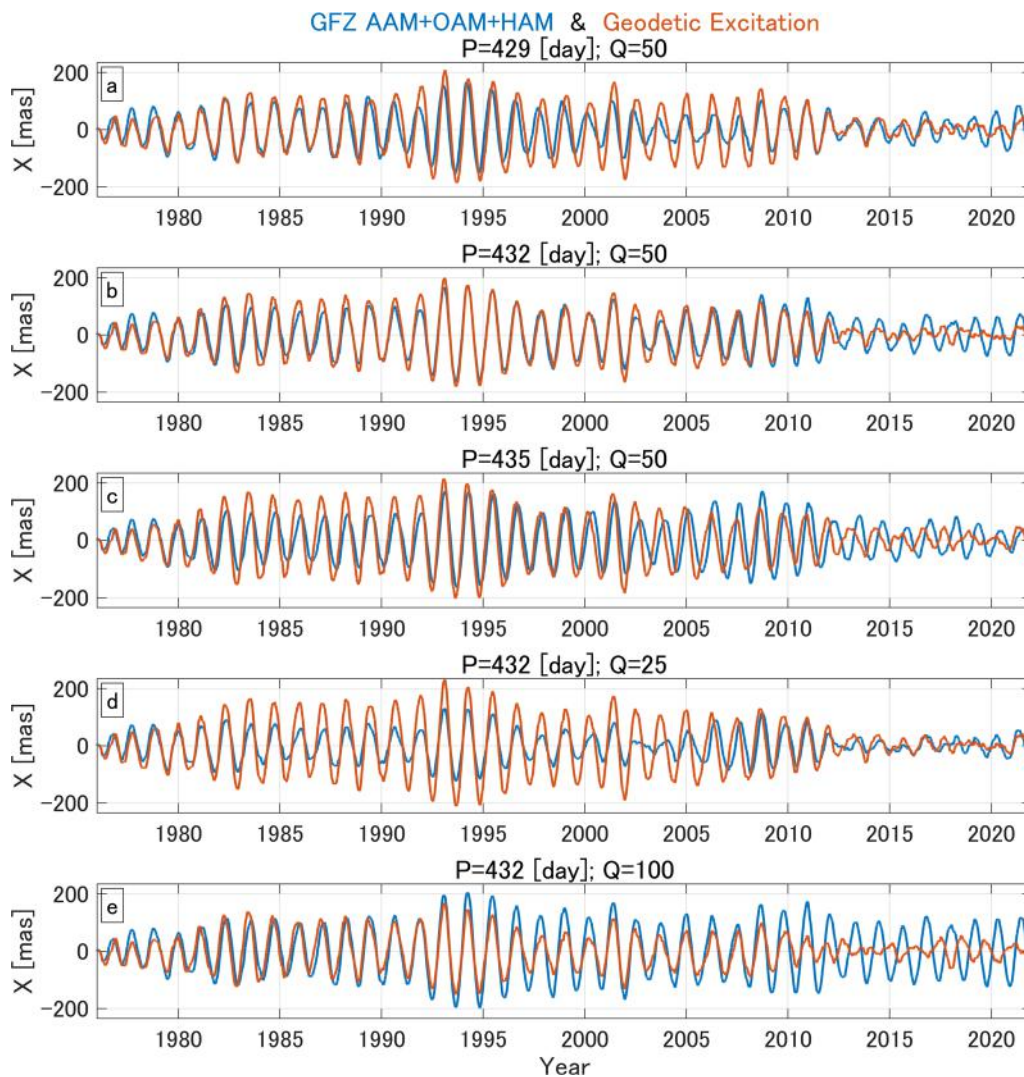 GFZ AAM+OAM+HAM & Geodetic Excitation
P=429 [day]; Q=50
a
X [mas]
200
0
−200
1980 1985 1990 1995 2000 2005 2010 2015 2020
P=432 [day]; Q=50
b
X [mas]
200
0
−200
1980 1985 1990 1995 2000 2005 2010 2015 2020
P=435 [day]; Q=50
c
X [mas]
200
0
−200
1980 1985 1990 1995 2000 2005 2010 2015 2020
P=432 [day]; Q=25
d
X [mas]
200
0
−200
1980 1985 1990 1995 2000 2005 2010 2015 2020
P=432 [day]; Q=100
e
X [mas]
200
0
−200
1980 1985 1990 1995 2000 2005 2010 2015 2020
Year